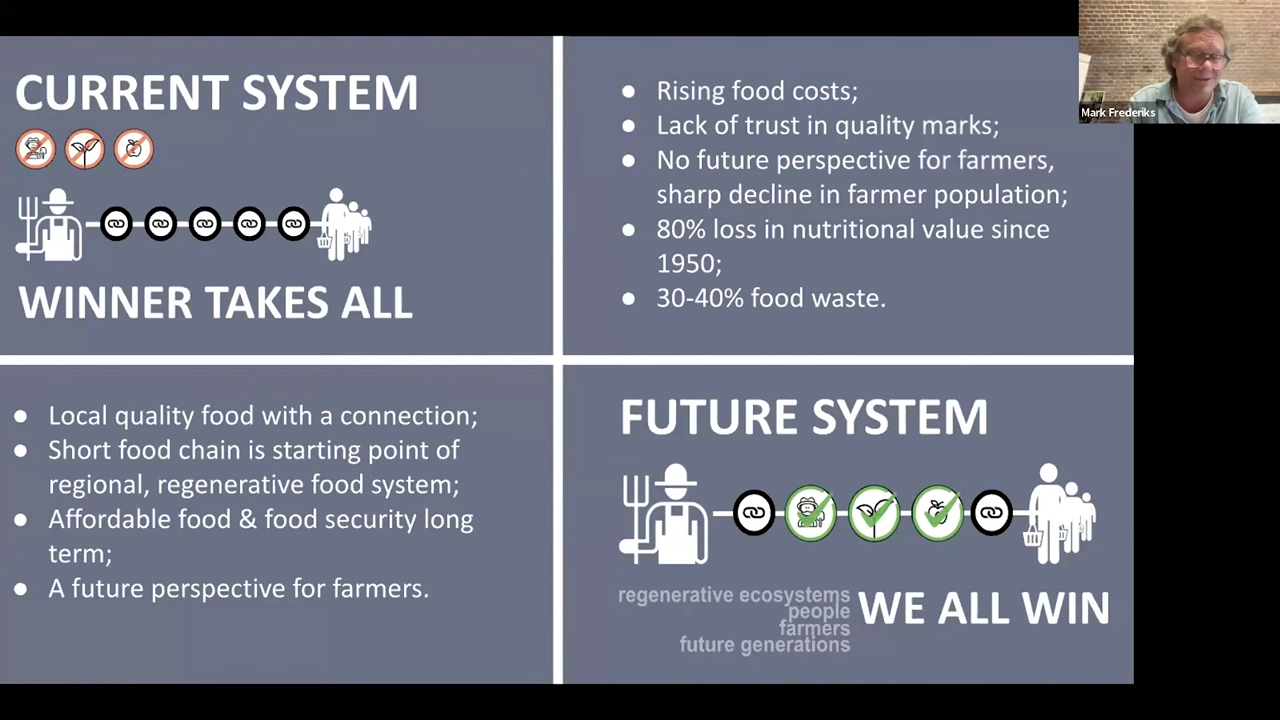 CURRENT SYSTEM
WINNER TAKES ALL
● Rising food costs;
● Lack of trust in quality marks;
● No future perspective for farmers,
sharp decline in farmer population;
● 80% loss in nutritional value since
1950;
● 30-40% food waste.
● Local quality food with a connection;
● Short food chain is starting point of
regional, regenerative food system;
● Affordable food & food security long
term;
● A future perspective for farmers.
FUTURE SYSTEM
regenerative ecosystems
people
farmers
future generations
WE ALL WIN
Mark Frederiks